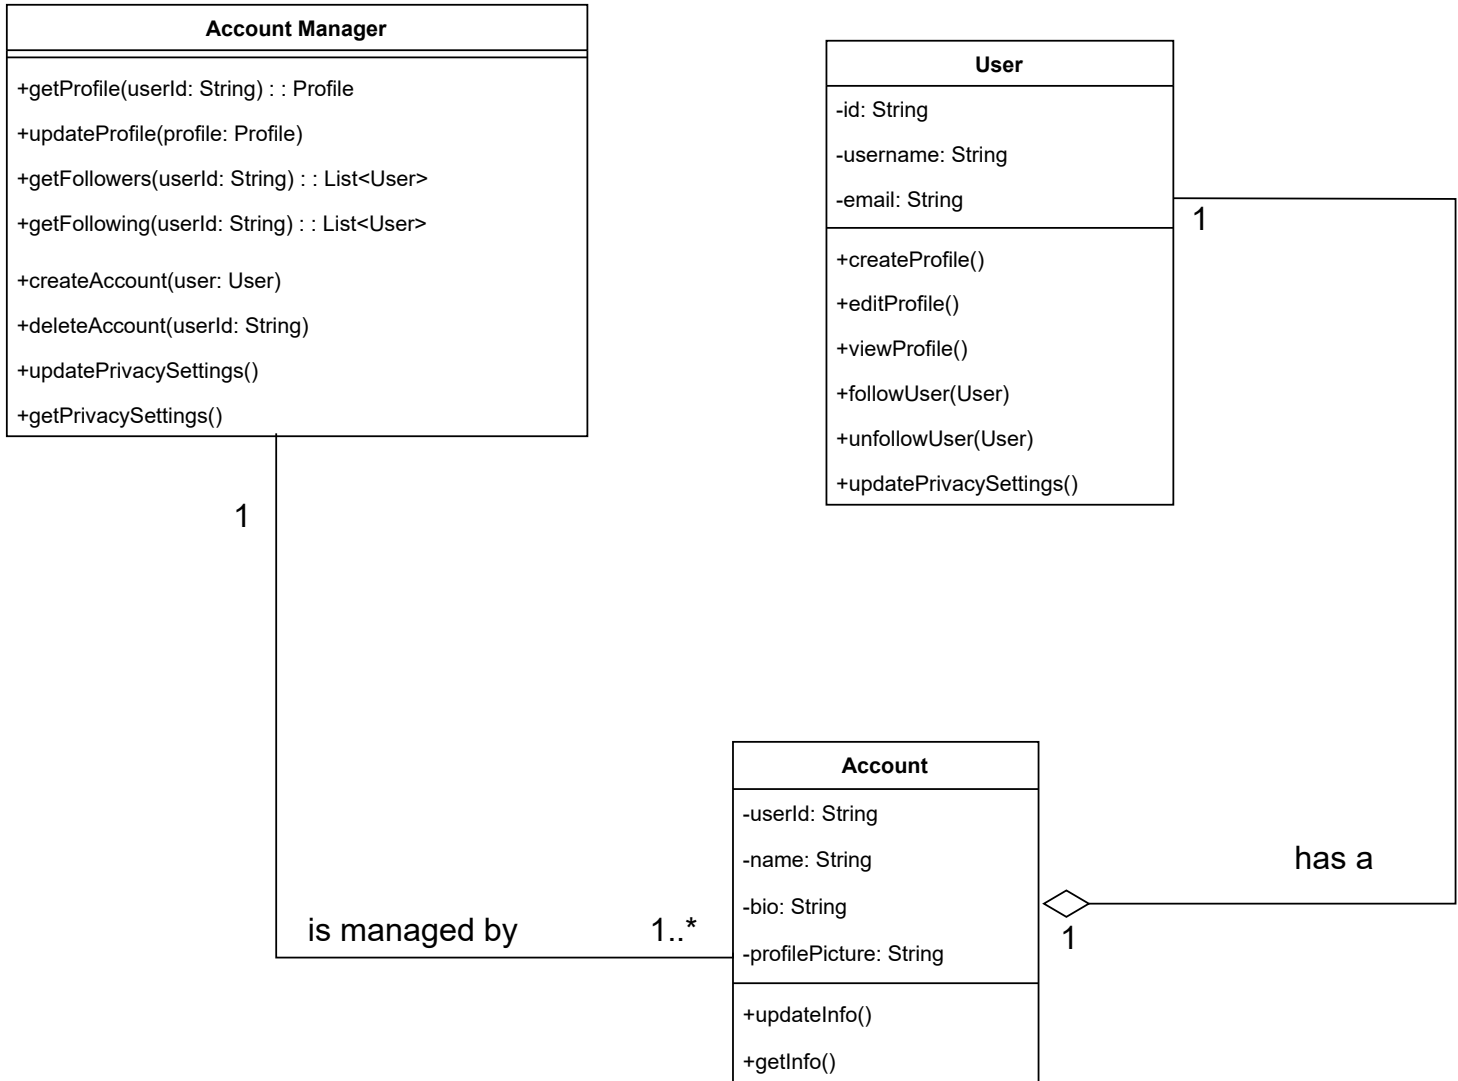 Account Manager
+getProfile(userId: String) : : Profile
+updateProfile(profile: Profile)
+getFollowers(userId: String) : : List<User>
+getFollowing(userId: String) : : List<User>
+createAccount(user: User)
+deleteAccount(userId: String)
+updatePrivacySettings()
+getPrivacySettings()
User
-id: String
-username: String
-email: String
+createProfile()
+editProfile()
+viewProfile()
+followUser(User)
+unfollowUser(User)
+updatePrivacySettings()
1
1
is managed by
1..*
Account
-userId: String
-name: String
-bio: String
-profilePicture: String
+updateInfo()
+getInfo()
has a
1